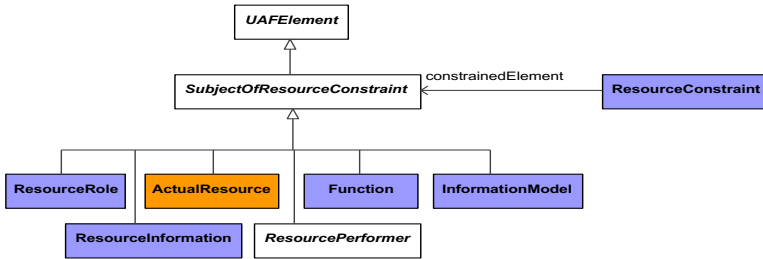 UAFElement
constrainedElement
SubjectOfResourceConstraint
ResourceConstraint
ResourceRole
ActualResource
Function
InformationModel
ResourceInformation
ResourcePerformer